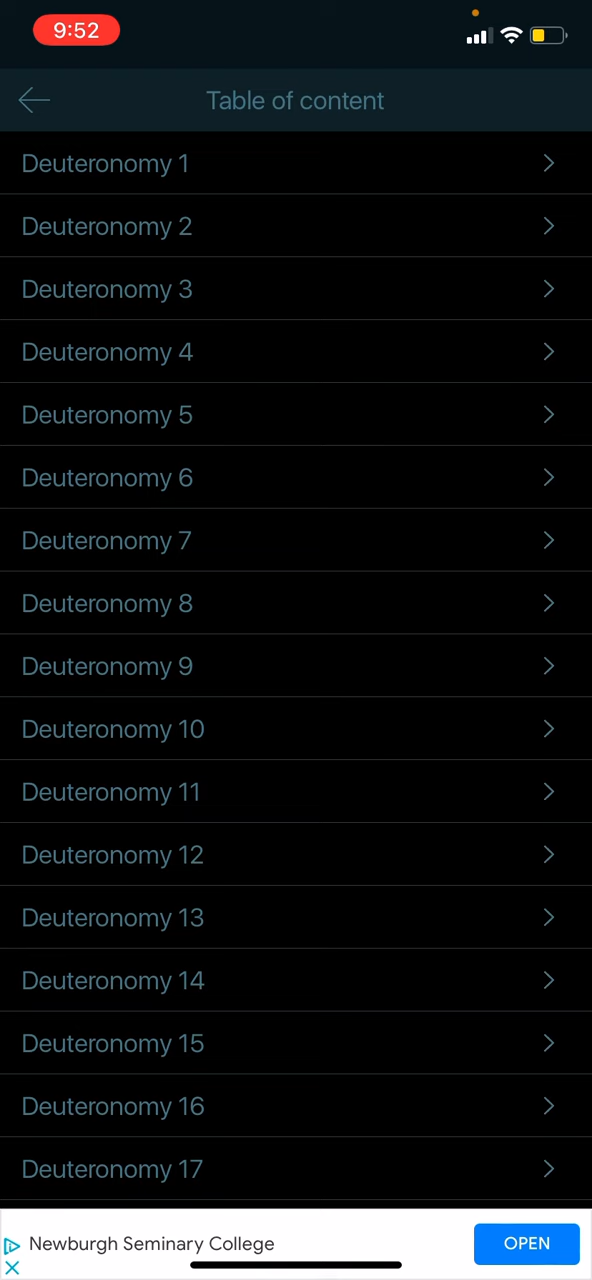 9:52
Table of content
Deuteronomy 1
Deuteronomy 2
Deuteronomy 3
Deuteronomy 4
Deuteronomy 5
Deuteronomy 6
Deuteronomy 7
Deuteronomy 8
Deuteronomy 9
Deuteronomy 10
Deuteronomy 11
Deuteronomy 12
Deuteronomy 13
Deuteronomy 14
Deuteronomy 15
Deuteronomy 16
Deuteronomy 17
Newburgh Seminary College
OPEN